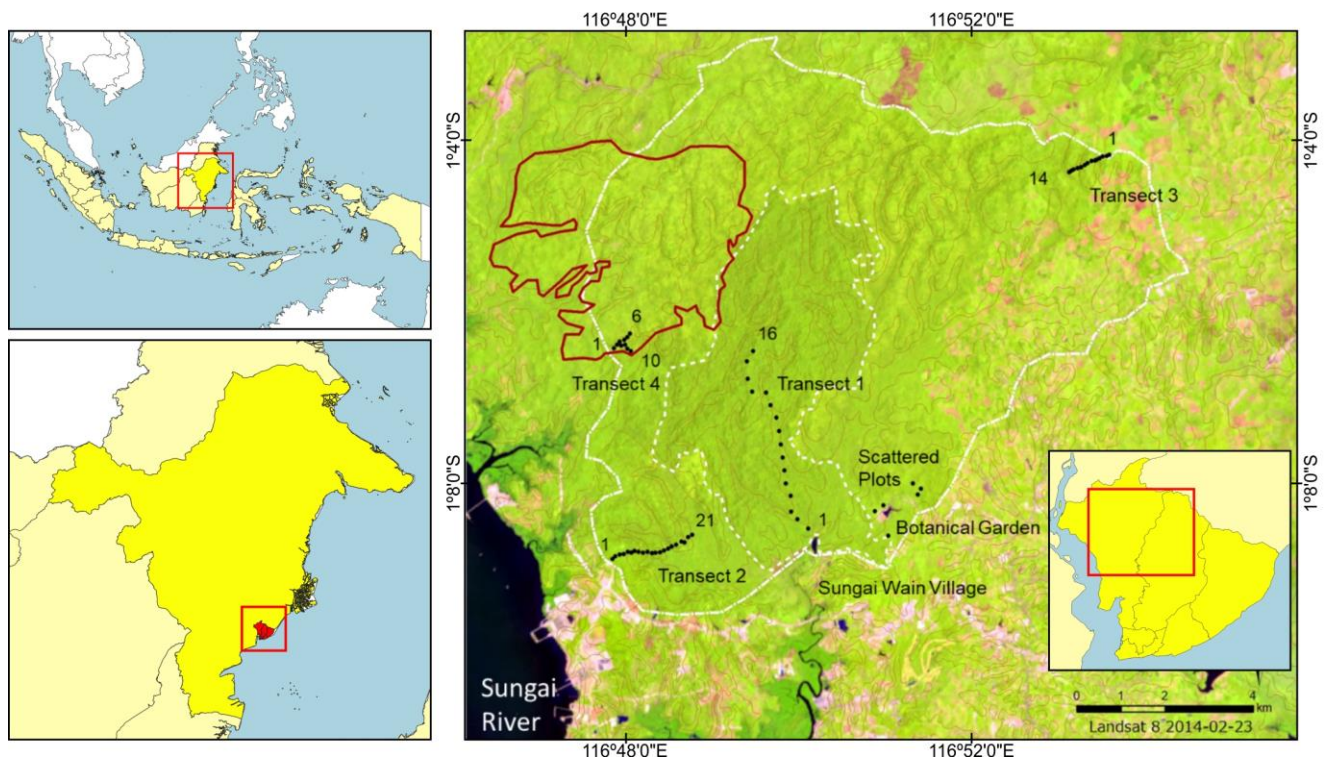 116°48'0"E
116°52'0"E
1°4'0"S
1°4'0"S
1
14
Transect 3
6
1
10
16
Transect 4
Transect 1
Scattered
Plots
1°8'0"S
1°8'0"S
21
1
1
Botanical Garden
Transect 2
Sungai Wain Village
Sungai
River
0 1 2 4
km
Landsat 8 2014-02-23
116°48'0"E
116°52'0"E